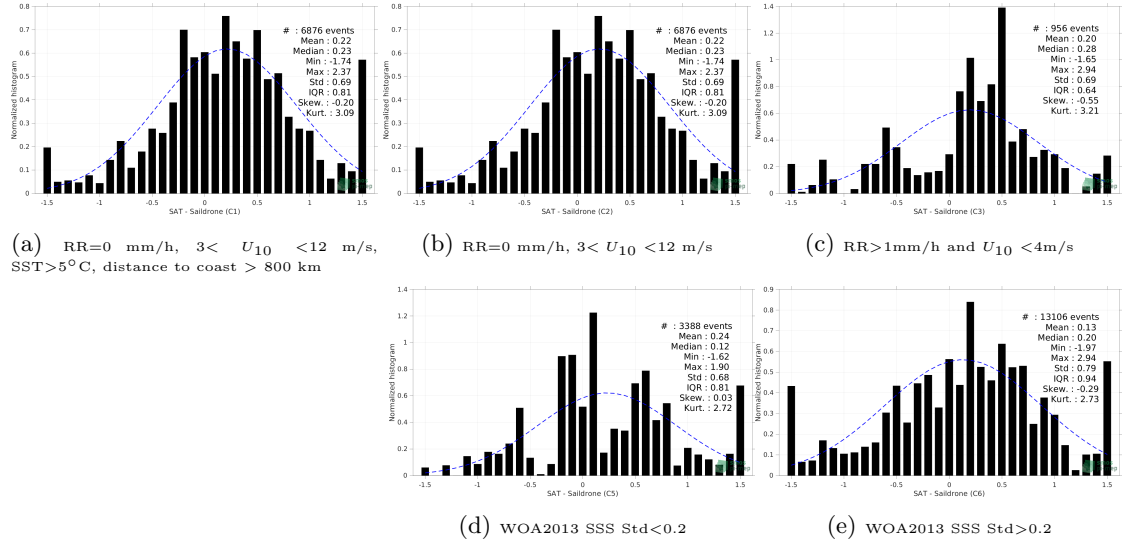 0.8
0.7
0.6
0.5
0.4
0.3
0.2
0.1
0
Normalized histogram
# : 6876 events
Mean : 0.22
Median : 0.23
Min : -1.74
Max : 2.37
Std : 0.69
IQR : 0.81
Skew. : -0.20
Kurt. : 3.09
-1.5 -1 -0.5 0 0.5 1 1.5
SAT - Saildrone (C1)
(a) RR=0 mm/h, 3< U10 <12 m/s,
SST>5°C, distance to coast > 800 km
0.8
0.7
0.6
0.5
0.4
0.3
0.2
0.1
0
Normalized histogram
# : 6876 events
Mean : 0.22
Median : 0.23
Min : -1.74
Max : 2.37
Std : 0.69
IQR : 0.81
Skew. : -0.20
Kurt. : 3.09
-1.5 -1 -0.5 0 0.5 1 1.5
SAT - Saildrone (C2)
(b) RR=0 mm/h, 3< U10 <12 m/s
1.4
1.2
1
0.8
0.6
0.4
0.2
0
Normalized histogram
# : 956 events
Mean : 0.20
Median : 0.28
Min : -1.65
Max : 2.94
Std : 0.69
IQR : 0.64
Skew. : -0.55
Kurt. : 3.21
-1.5 -1 -0.5 0 0.5 1 1.5
SAT - Saildrone (C3)
(c) RR>1mm/h and U10 <4m/s
1.4
1.2
1
0.8
0.6
0.4
0.2
0
Normalized histogram
# : 3388 events
Mean : 0.24
Median : 0.12
Min : -1.62
Max : 1.90
Std : 0.68
IQR : 0.81
Skew. : 0.03
Kurt. : 2.72
-1.5 -1 -0.5 0 0.5 1 1.5
SAT - Saildrone (C5)
(d) WOA2013 SSS Std<0.2
0.9
0.8
0.7
0.6
0.5
0.4
0.3
0.2
0.1
0
Normalized histogram
# : 13106 events
Mean : 0.13
Median : 0.20
Min : -1.97
Max : 2.94
Std : 0.79
IQR : 0.94
Skew. : -0.29
Kurt. : 2.73
-1.5 -1 -0.5 0 0.5 1 1.5
SAT - Saildrone (C6)
(e) WOA2013 SSS Std>0.2